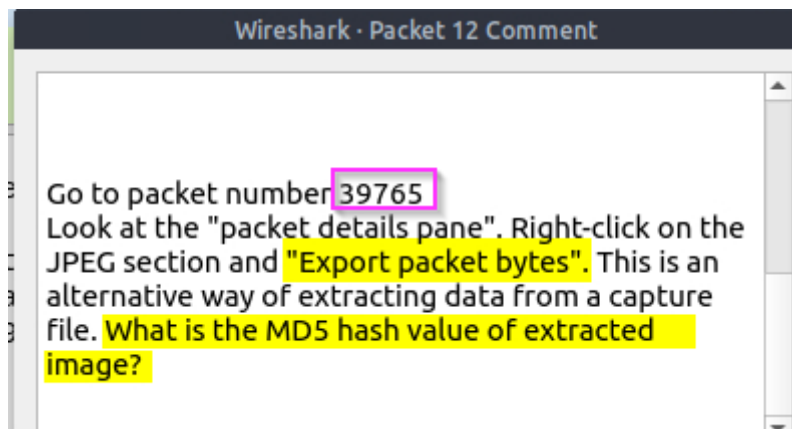 Wireshark · Packet 12 Comment
Go to packet number 39765
Look at the "packet details pane". Right-click on the
JPEG section and "Export packet bytes". This is an
alternative way of extracting data from a capture
file. What is the MD5 hash value of extracted
image?